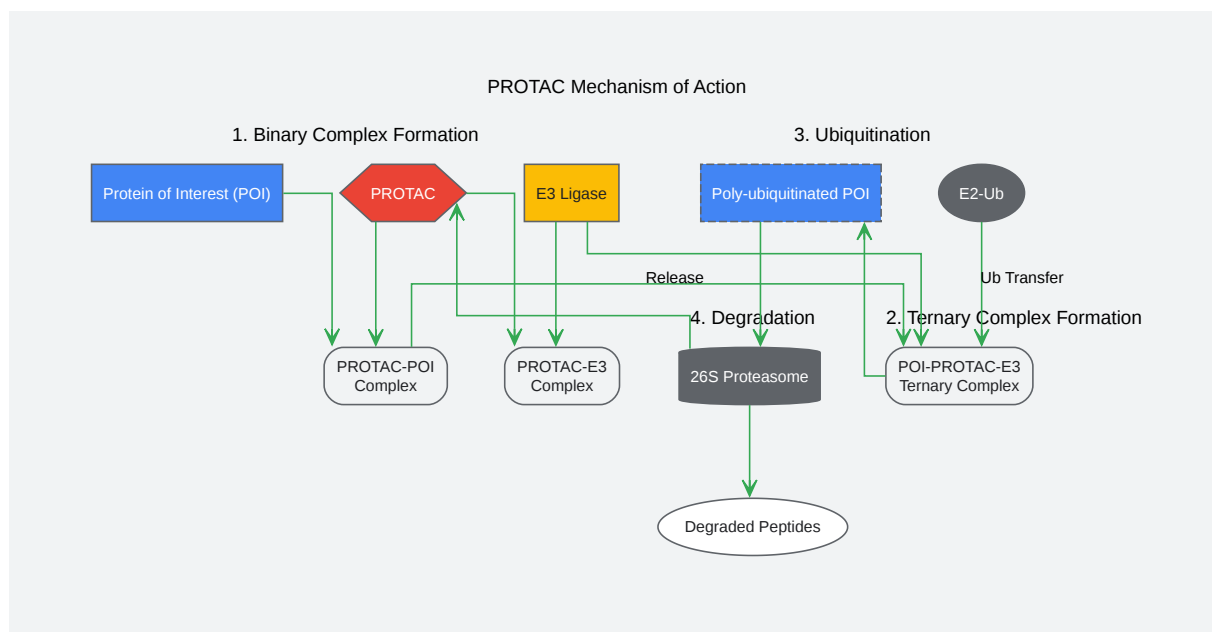 PROTAC Mechanism of Action
1. Binary Complex Formation
3. Ubiquitination
Protein of Interest (POI)
PROTAC
E3 Ligase
Poly-ubiquitinated POI
E2-Ub
Release
Ub Transfer
4. Degradation
2. Ternary Complex Formation
PROTAC-POI
Complex
PROTAC-E3
Complex
26S Proteasome
POI-PROTAC-E3
Ternary Complex
Degraded Peptides